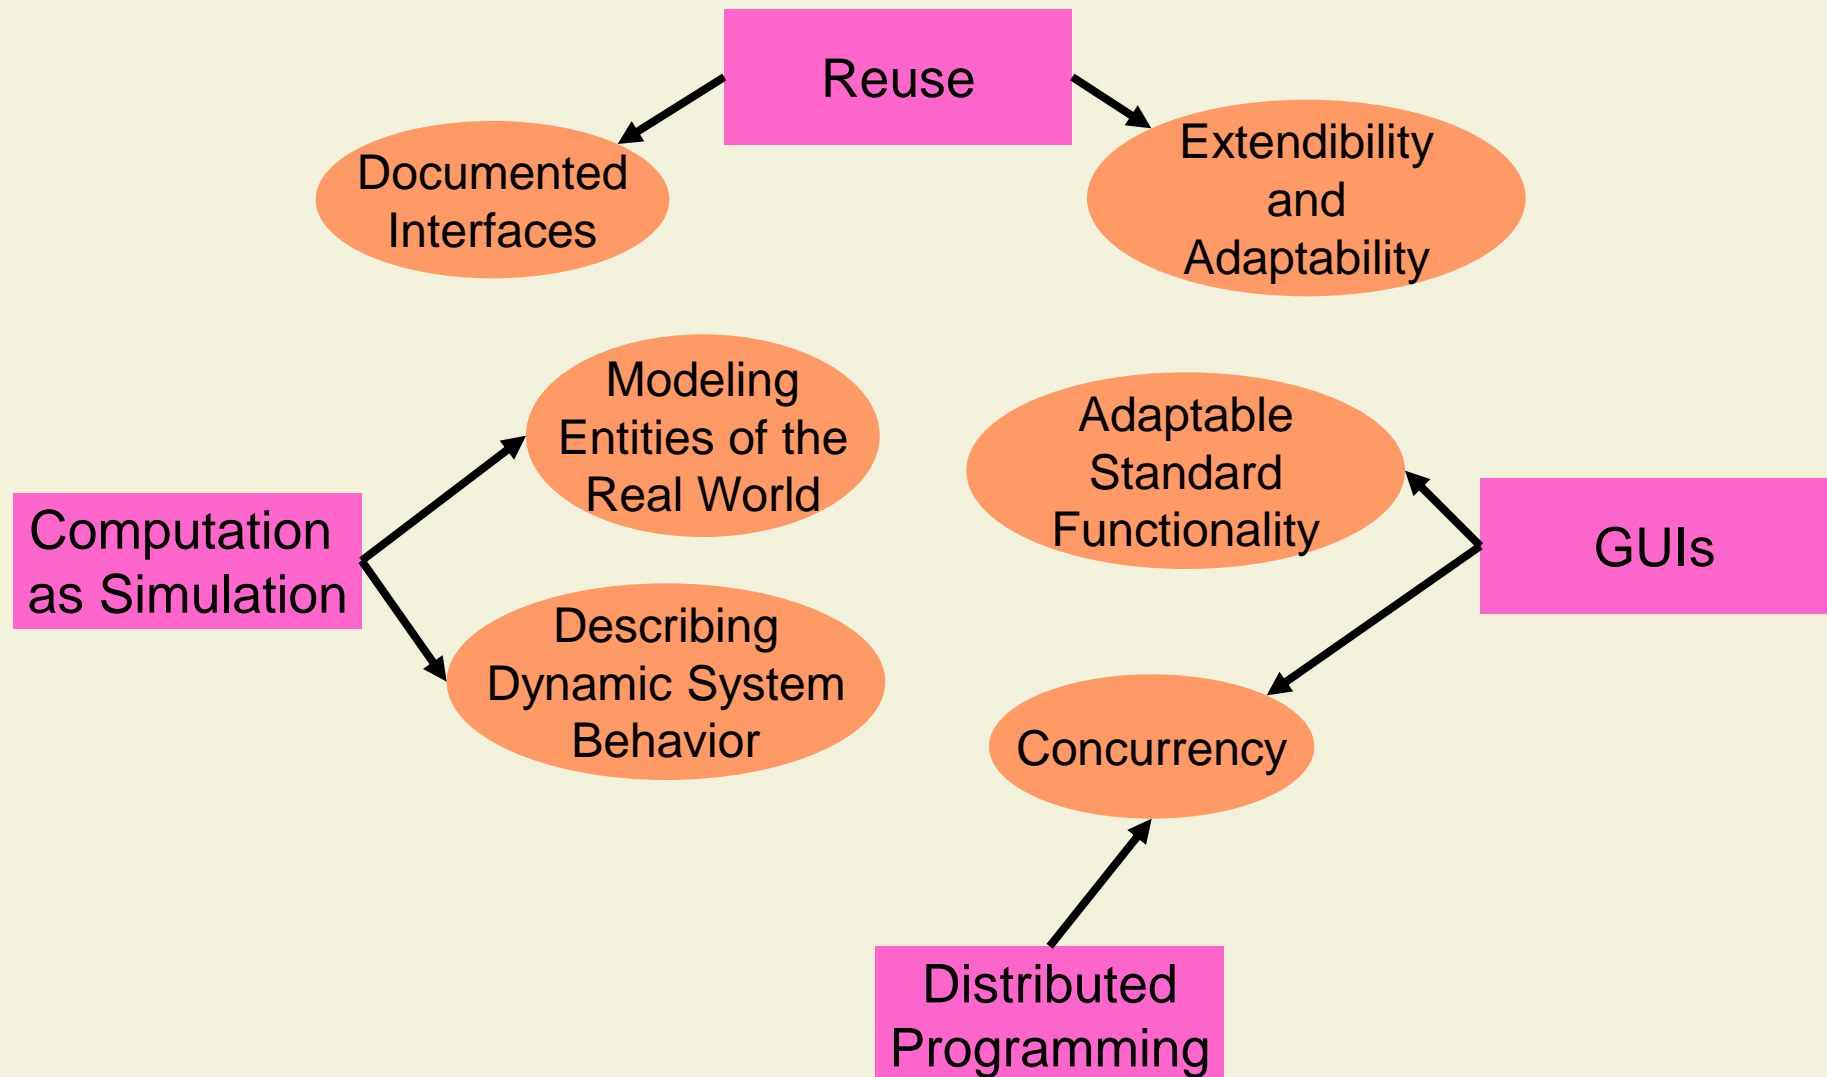 Reuse
Documented
Interfaces
Extendibility
and
Adaptability
Modeling
Entities of the
Real World
Adaptable
Standard
Functionality
Computation
as Simulation
GUIs
Describing
Dynamic System
Behavior
Concurrency
Distributed
Programming